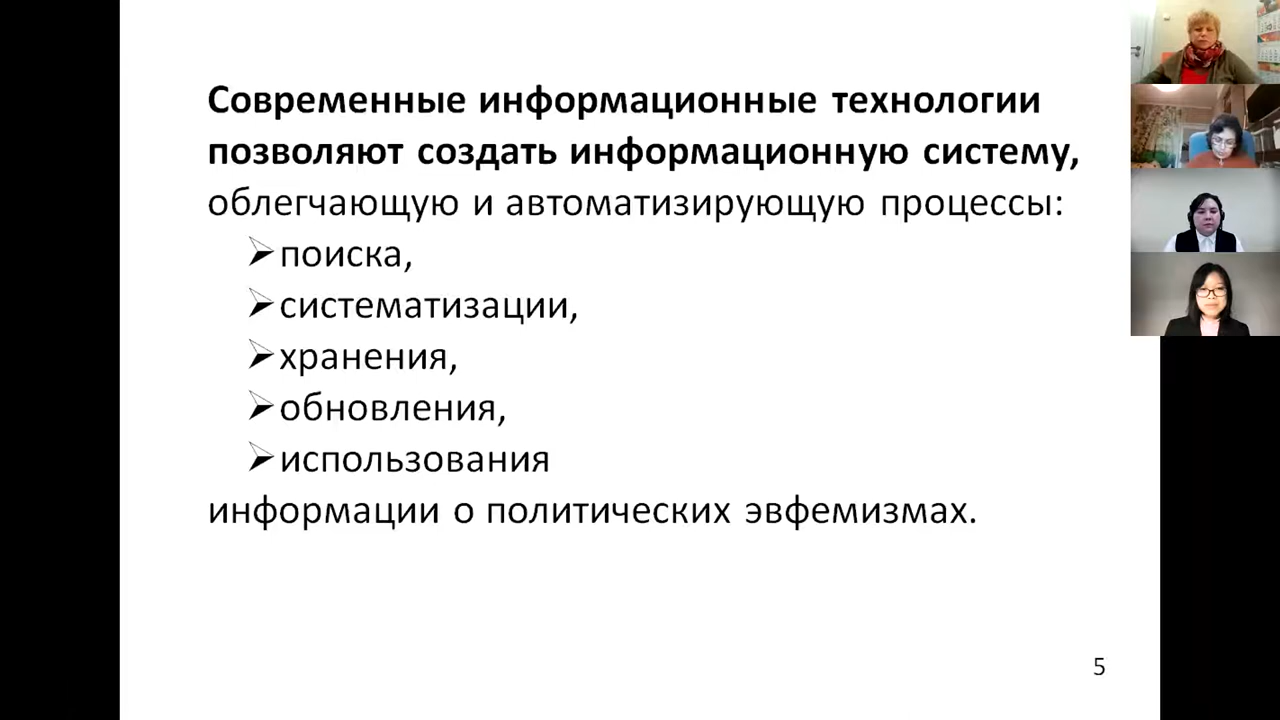 Современные информационные технологии
позволяют создать информационную систему,
облегчающую и автоматизирующую процессы:
поиска,
систематизации,
хранения,
обновления,
использования
информации о политических эвфемизмах.
5